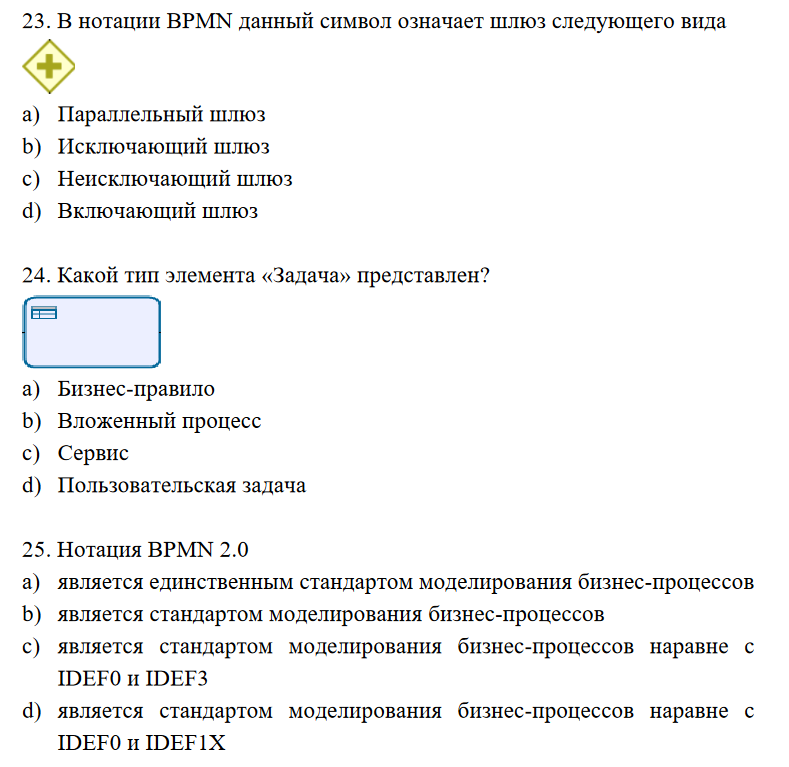 23. В нотации BPMN данный символ означает шлюз следующего вида
a) Параллельный шлюз
b) Исключающий шлюз
c) Неисключающий шлюз
d) Включающий шлюз
24. Какой тип элемента «Задача» представлен?
a) Бизнес-правило
b) Вложенный процесс
c) Сервис
d) Пользовательская задача
25. Нотация BPMN 2.0
a) является единственным стандартом моделирования бизнес-процессов
b) является стандартом моделирования бизнес-процессов
c) является стандартом моделирования бизнес-процессов наравне с
IDEF0 и IDEF3
d) является стандартом моделирования бизнес-процессов наравне с
IDEF0 и IDEF1X